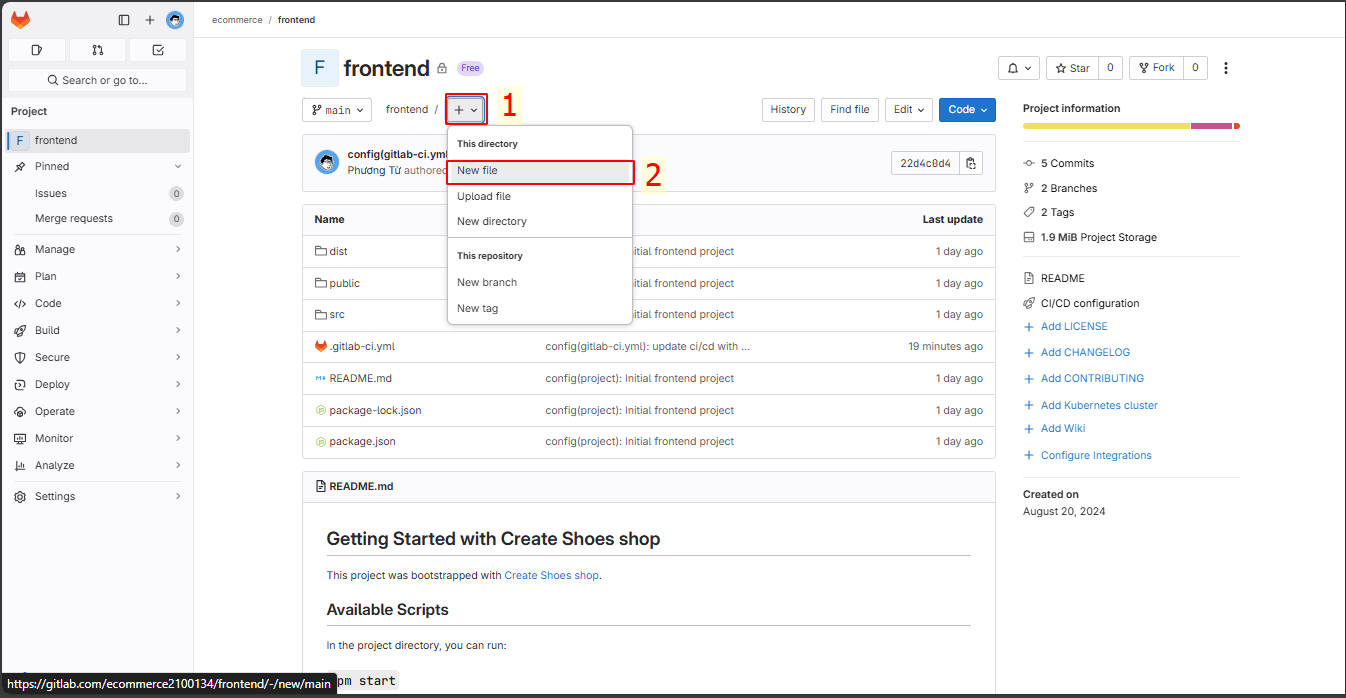 ecommerce / frontend
Search or go to...
Project
F frontend
Pinned
Issues 0
Merge requests 0
Manage
Plan
Code
Build
Secure
Deploy
Operate
Monitor
Analyze
Settings
F frontend Free
Star 0 Fork 0
main frontend / + 1
History Find file Edit Code
This directory
New file 2
Upload file
New directory
This repository
New branch
New tag
config(gitlab-ci.yml
Phương Từ authored
22d4c0d4
Name Last update
dist itial frontend project 1 day ago
public itial frontend project 1 day ago
src itial frontend project 1 day ago
.gitlab-ci.yml config(gitlab-ci.yml): update ci/cd with ... 19 minutes ago
README.md config(project): Initial frontend project 1 day ago
package-lock.json config(project): Initial frontend project 1 day ago
package.json config(project): Initial frontend project 1 day ago
README.md
Getting Started with Create Shoes shop
This project was bootstrapped with Create Shoes shop.
Available Scripts
In the project directory, you can run:
pm start
Project information
5 Commits
2 Branches
2 Tags
1.9 MiB Project Storage
README
CI/CD configuration
+ Add LICENSE
+ Add CHANGELOG
+ Add CONTRIBUTING
+ Add Kubernetes cluster
+ Add Wiki
+ Configure Integrations
Created on
August 20, 2024
https://gitlab.com/ecommerce2100134/frontend/-/new/main